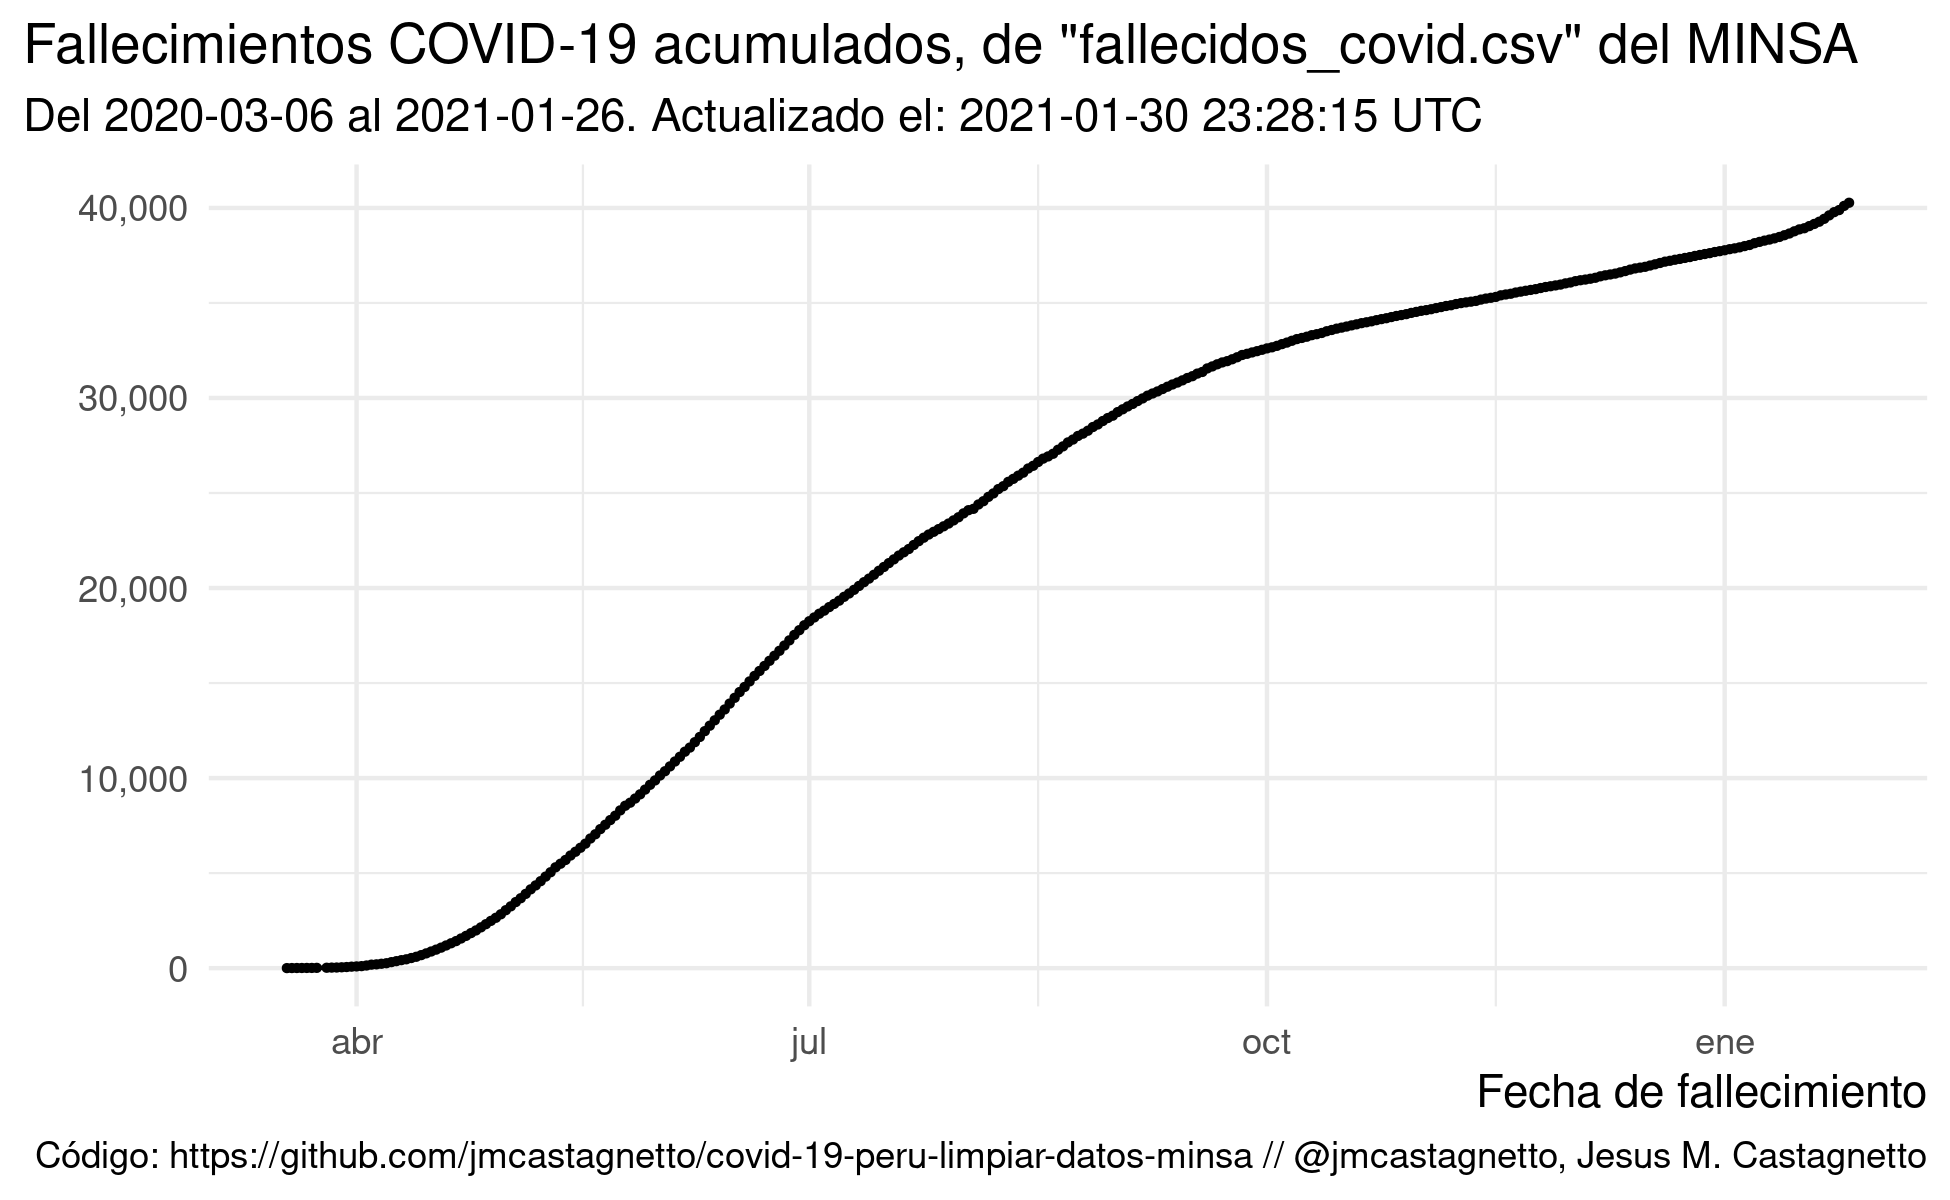 Fallecimientos COVID-19 acumulados, de "fallecidos_covid.csv" del MINSA
Del 2020-03-06 al 2021-01-26. Actualizado el: 2021-01-30 23:28:15 UTC
40,000
30,000
20,000
10,000
0
abr jul oct ene
Fecha de fallecimiento
Código: https://github.com/jmcastagnetto/covid-19-peru-limpiar-datos-minsa // @jmcastagnetto, Jesus M. Castagnetto